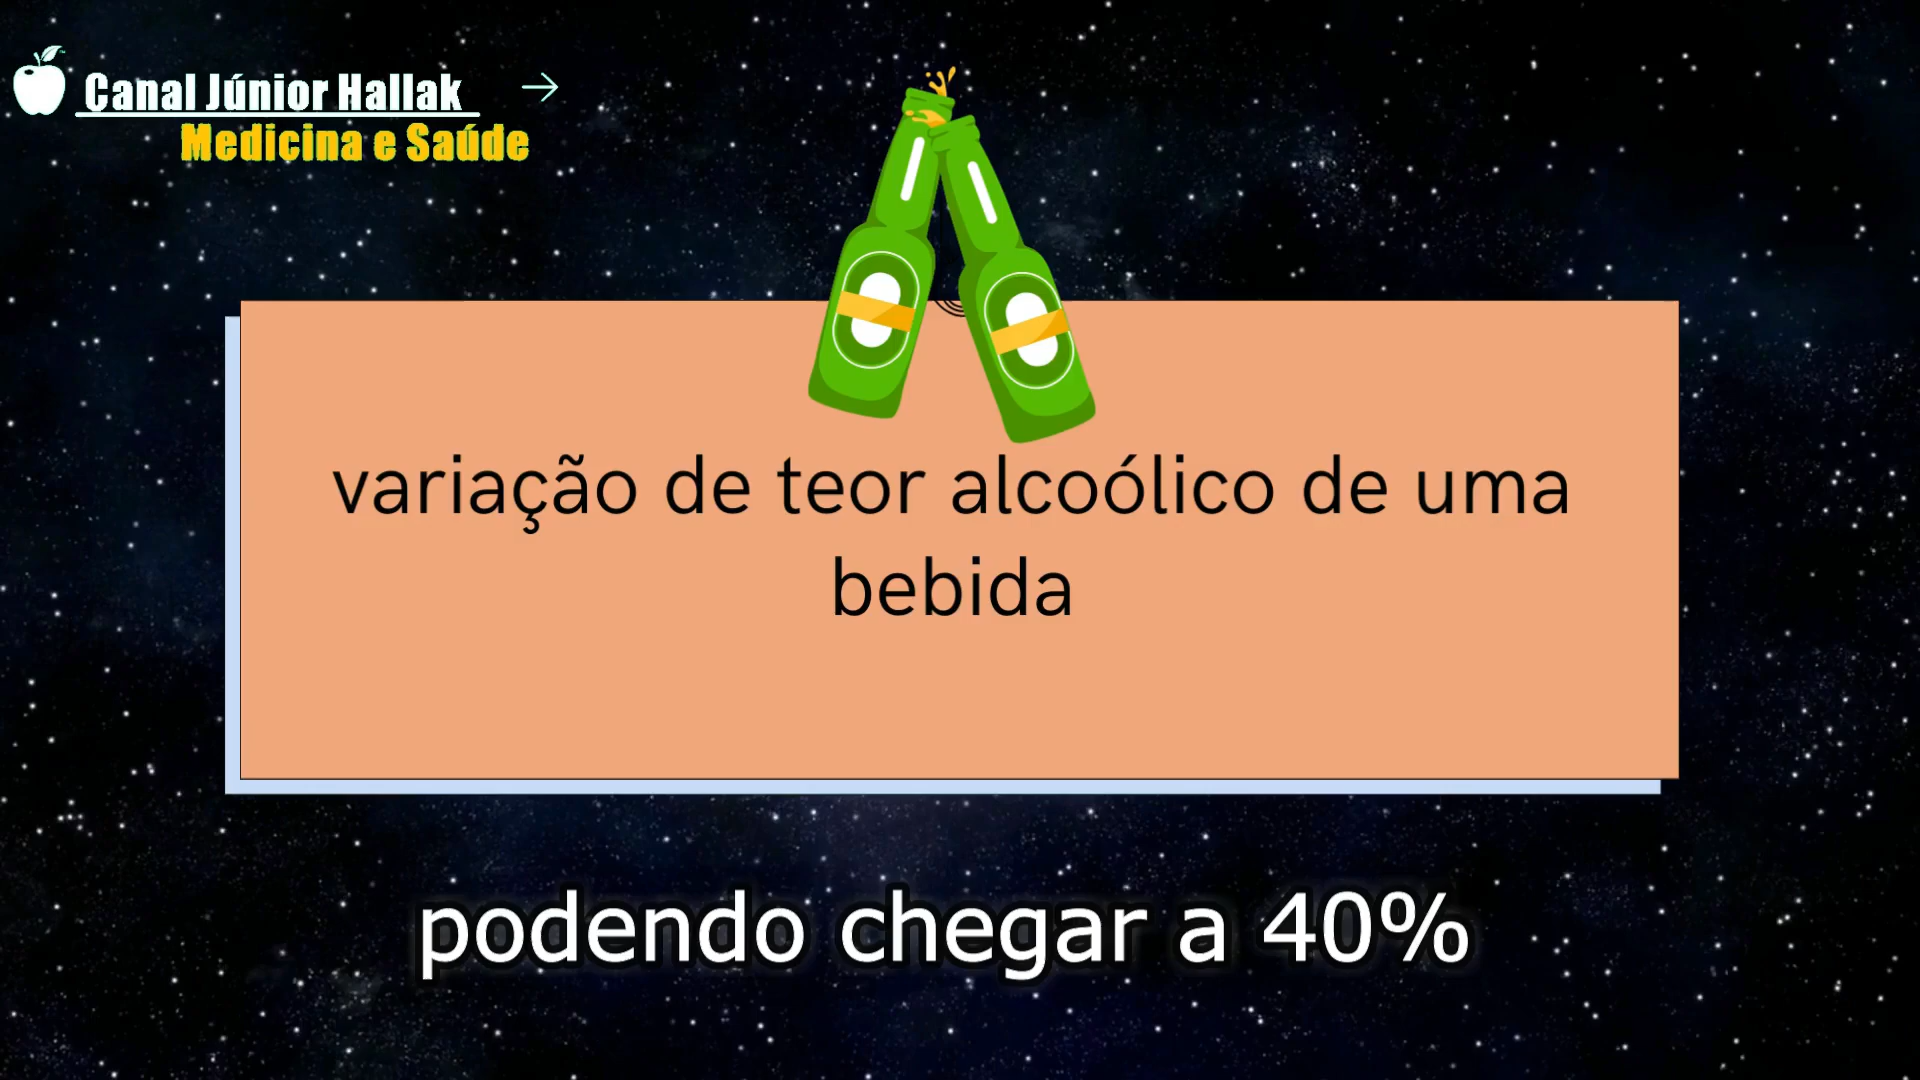 Canal Júnior Hallak
Medicina e Saúde
variação de teor alcoólico de uma
bebida
podendo chegar a 40%